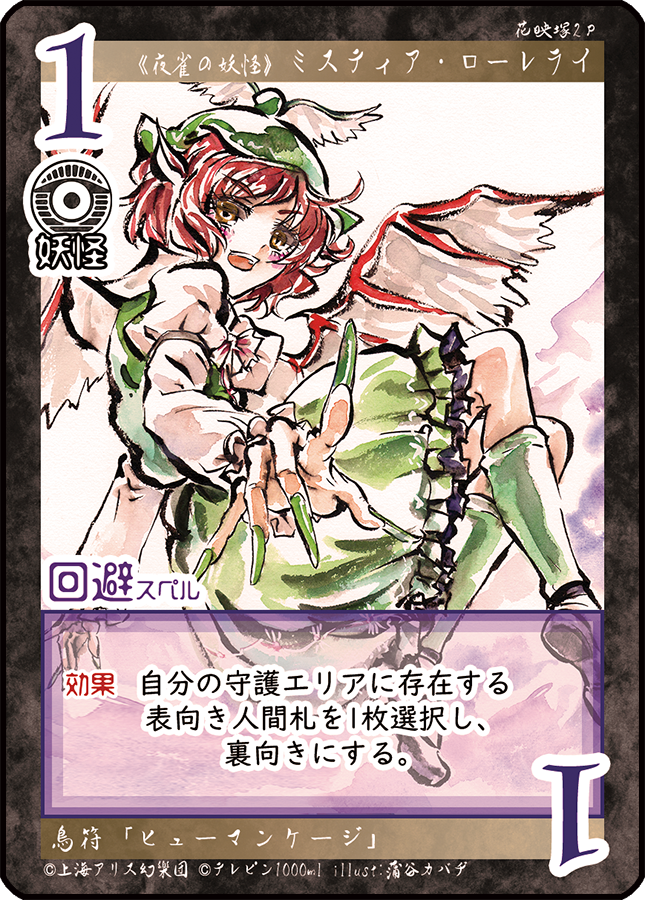 花映塚2P
1
《夜雀の妖怪》 ミスティア・ローレライ
妖怪
回避スペル
効果 自分の守護エリアに存在する
表向き人間札を1枚選択し、
裏向きにする。
1
鳥符 「ヒューマンケージ」
©上海アリス幻樂団 ©テレピン1000ml illust:蒲谷カバヂ